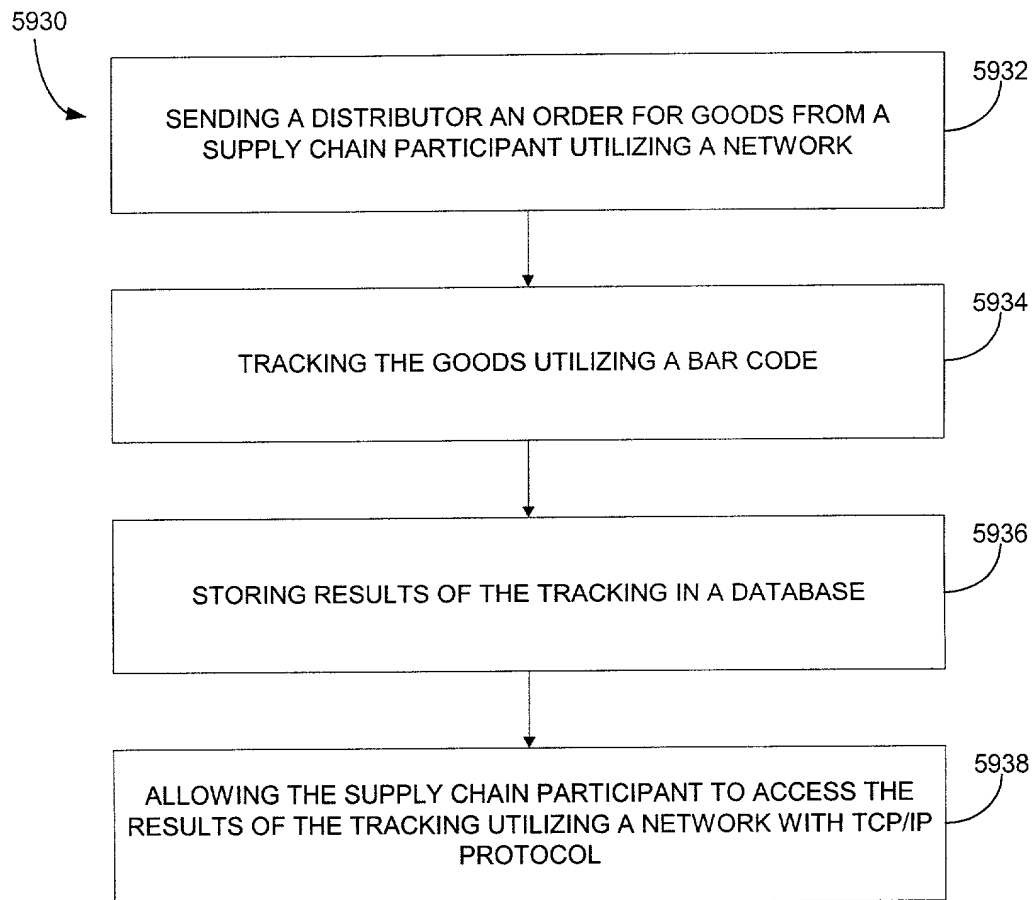 5930
5932
SENDING A DISTRIBUTOR AN ORDER FOR GOODS FROM A
SUPPLY CHAIN PARTICIPANT UTILIZING A NETWORK
5934
TRACKING THE GOODS UTILIZING A BAR CODE
5936
STORING RESULTS OF THE TRACKING IN A DATABASE
5938
ALLOWING THE SUPPLY CHAIN PARTICIPANT TO ACCESS THE
RESULTS OF THE TRACKING UTILIZING A NETWORK WITH TCP/IP
PROTOCOL